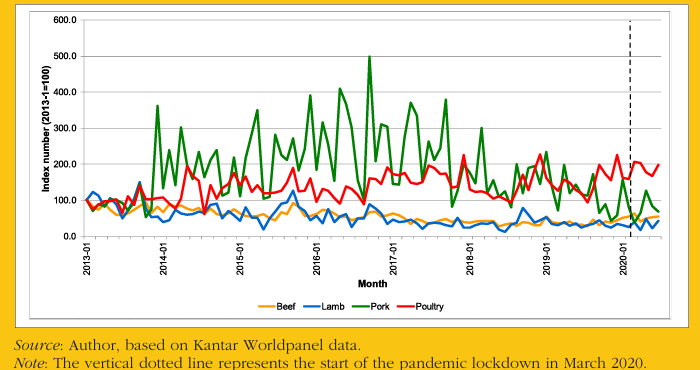 600.0
500.0
400.0
300.0
200.0
100.0
0.0
Index number (2013-1=100)
2013-01 2014-01 2015-01 2016-01 2017-01 2018-01 2019-01 2020-01
Month
Beef Lamb Pork Poultry
Source: Author, based on Kantar Worldpanel data.
Note: The vertical dotted line represents the start of the pandemic lockdown in March 2020.